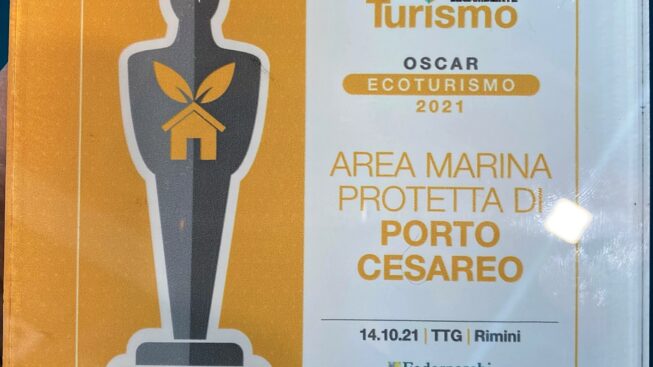 Turismo
OSCAR
ECOTURISMO
2021
AREA MARINA
PROTETTA DI
PORTO
CESAREO
14.10.21 | TTG | Rimini